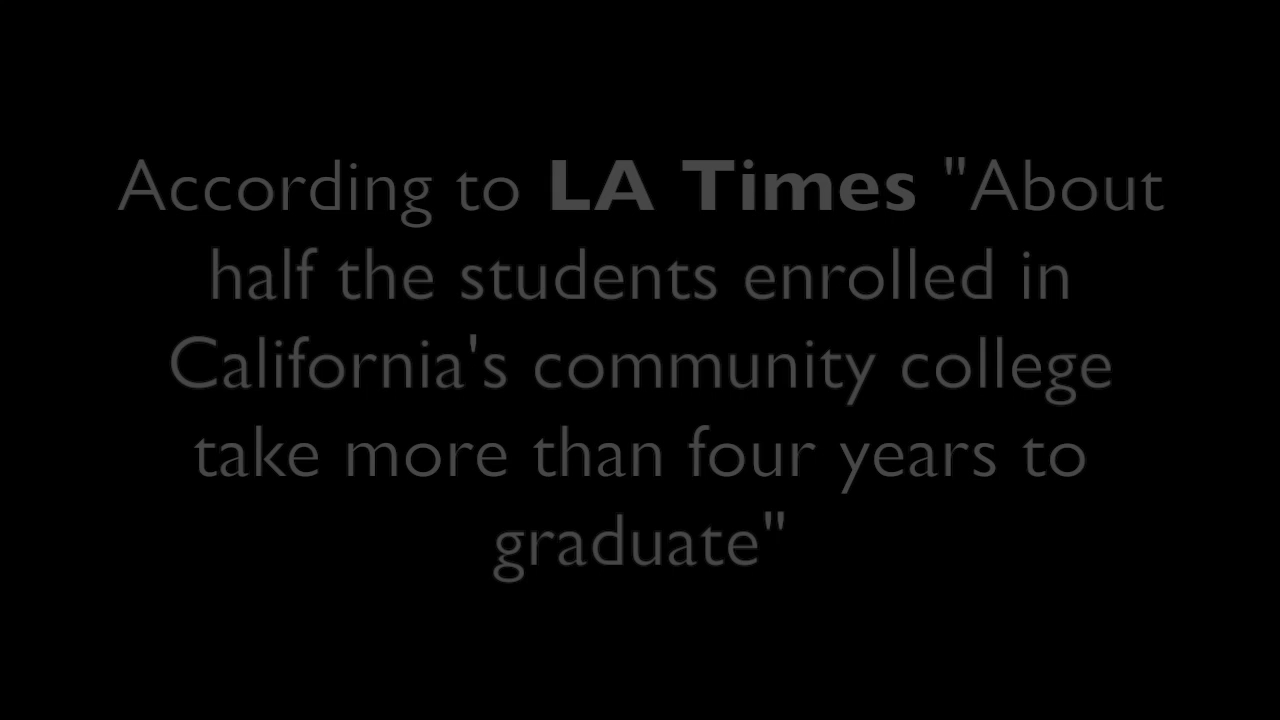 According to LA Times "About
half the students enrolled in
California's community college
take more than four years to
graduate"